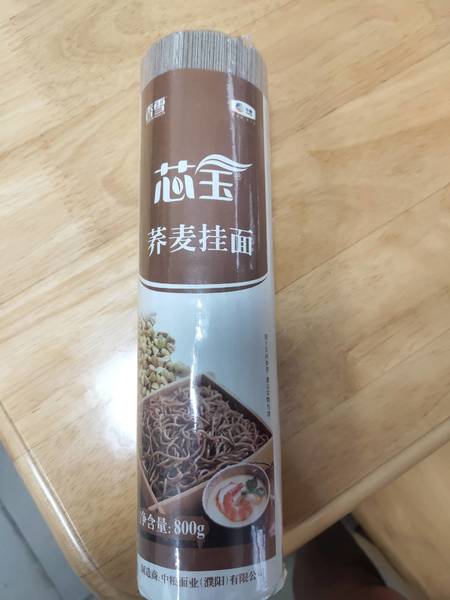 香雪
芯玉
荞麦挂面
净含量: 800g
制造商:中粮面业(濮阳)有限公